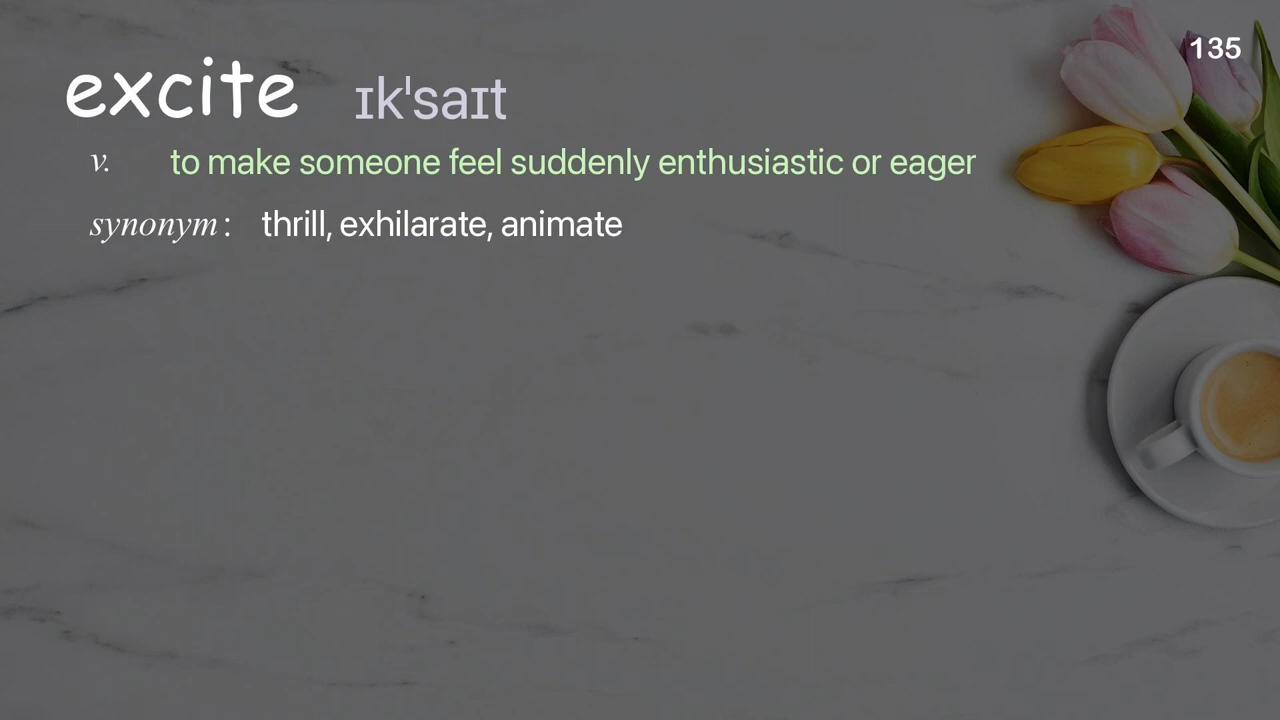 135
excite ɪkˈsaɪt
v. to make someone feel suddenly enthusiastic or eager
synonym : thrill, exhilarate, animate